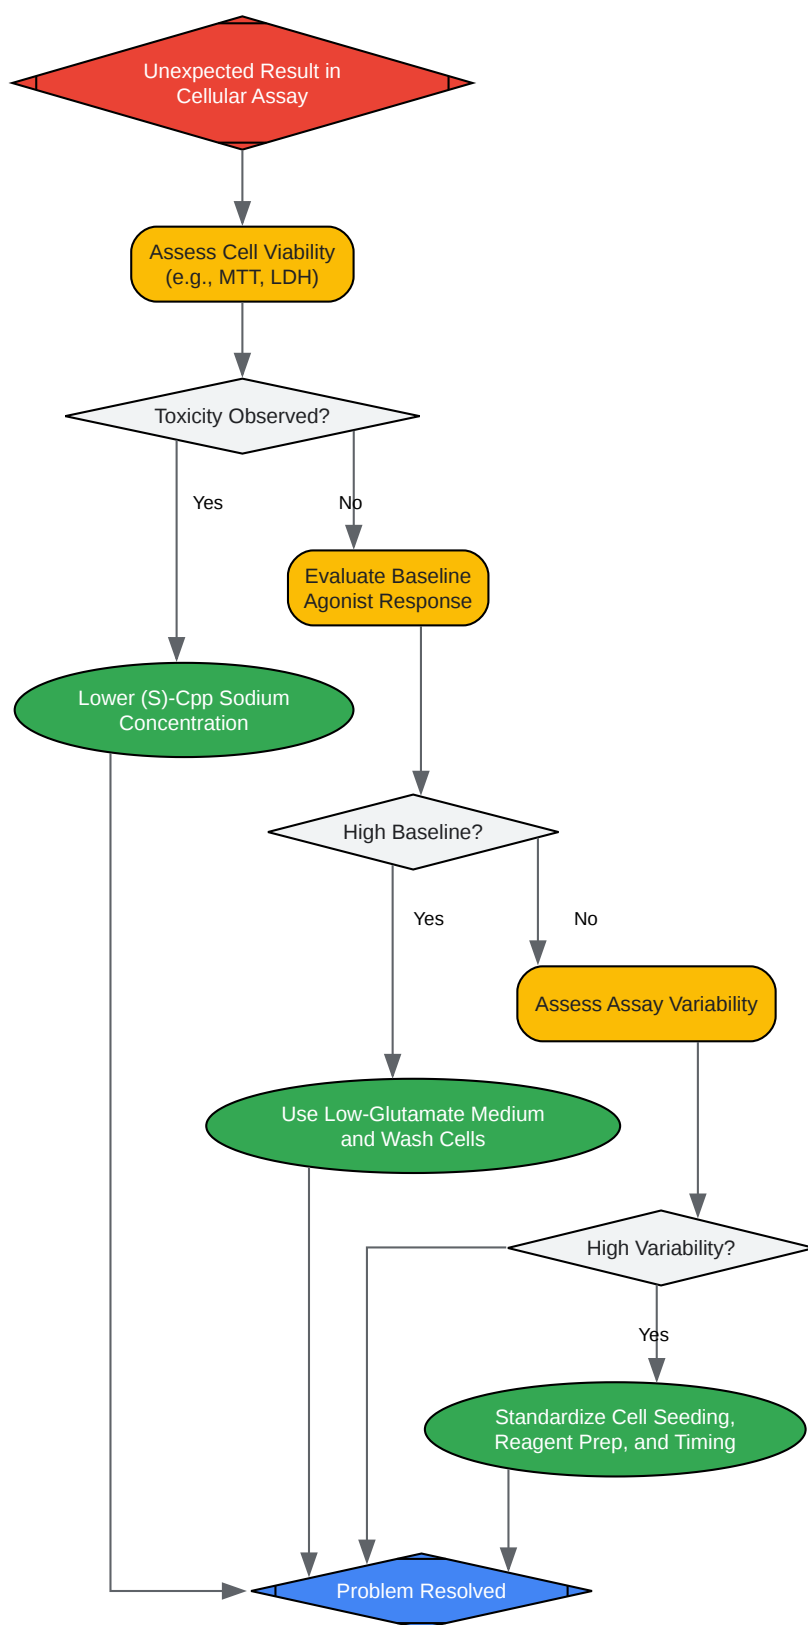 Unexpected Result in
Cellular Assay
Assess Cell Viability
(e.g., MTT, LDH)
Toxicity Observed?
Yes
No
Evaluate Baseline
Agonist Response
Lower (S)-Cpp Sodium
Concentration
High Baseline?
Yes
No
Assess Assay Variability
Use Low-Glutamate Medium
and Wash Cells
High Variability?
Yes
Standardize Cell Seeding,
Reagent Prep, and Timing
Problem Resolved